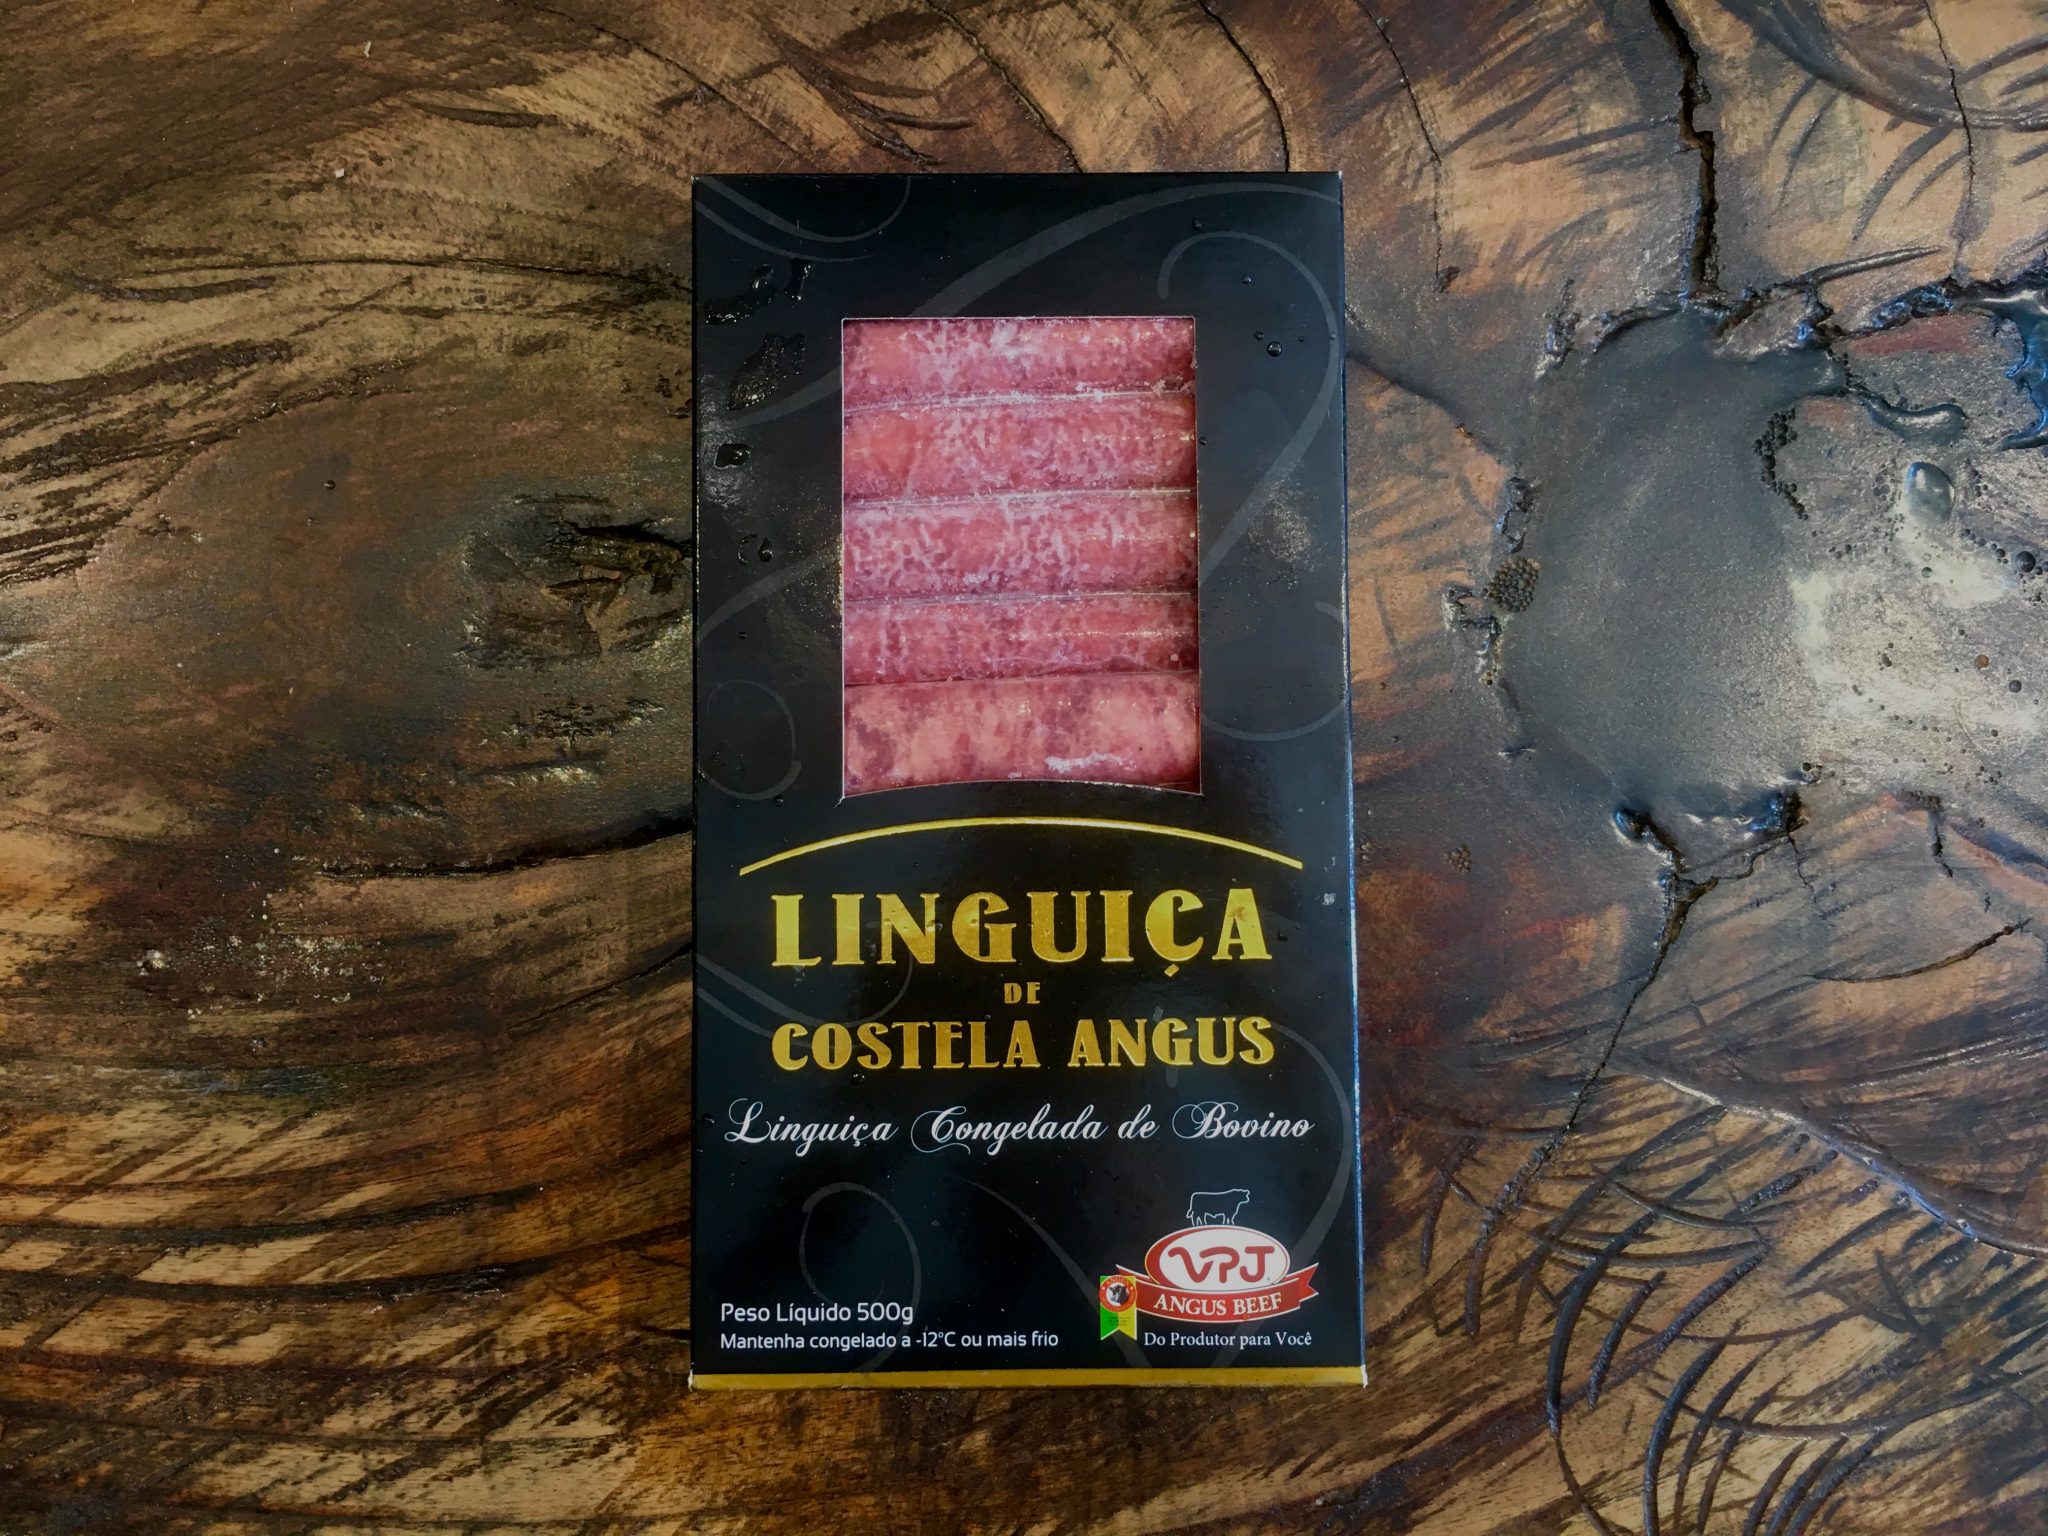 LINGUIÇA
DE
COSTELA ANGUS
Linguiça Congelada de Bovino
VPJ
ANGUS BEEF
Do Produtor para Você
Peso Líquido 500g
Mantenha congelado a -12°C ou mais frio